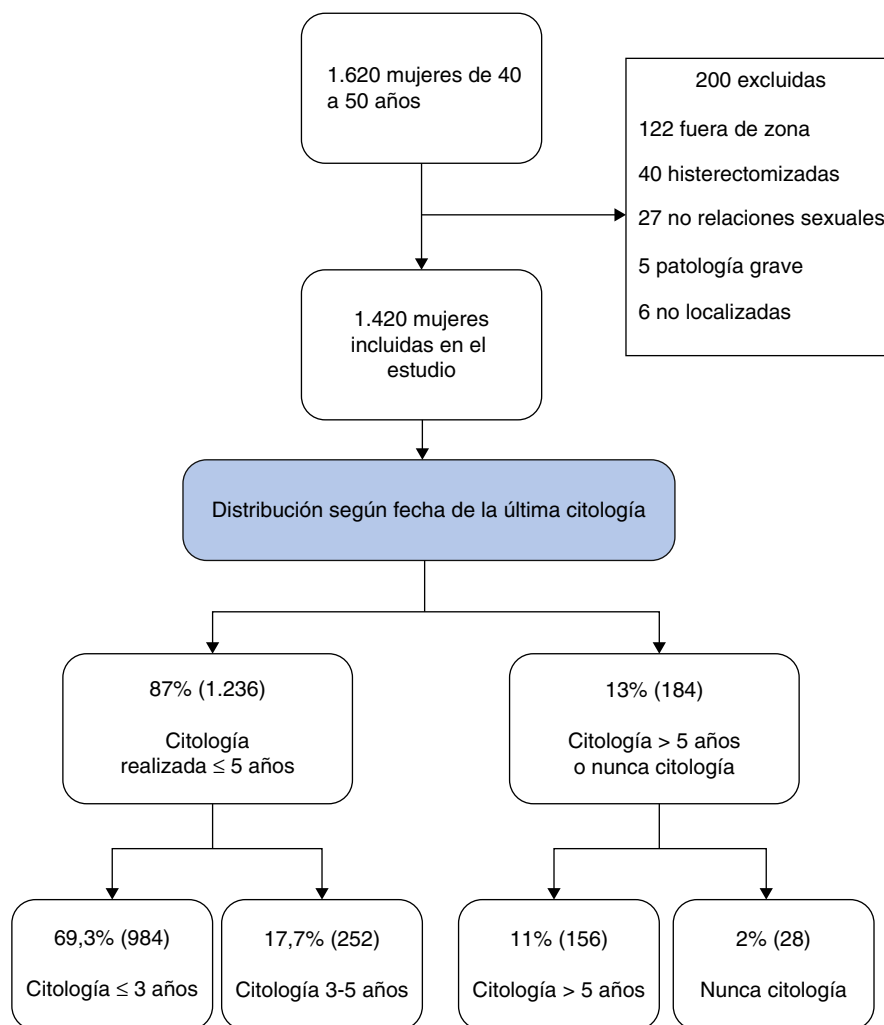 1.620 mujeres de 40
a 50 años
200 excluidas
122 fuera de zona
40 histerectomizadas
27 no relaciones sexuales
5 patología grave
6 no localizadas
1.420 mujeres
incluidas en el
estudio
Distribución según fecha de la última citología
87% (1.236)
Citología
realizada ≤ 5 años
13% (184)
Citología > 5 años
o nunca citología
69,3% (984)
Citología ≤ 3 años
17,7% (252)
Citología 3-5 años
11% (156)
Citología > 5 años
2% (28)
Nunca citología